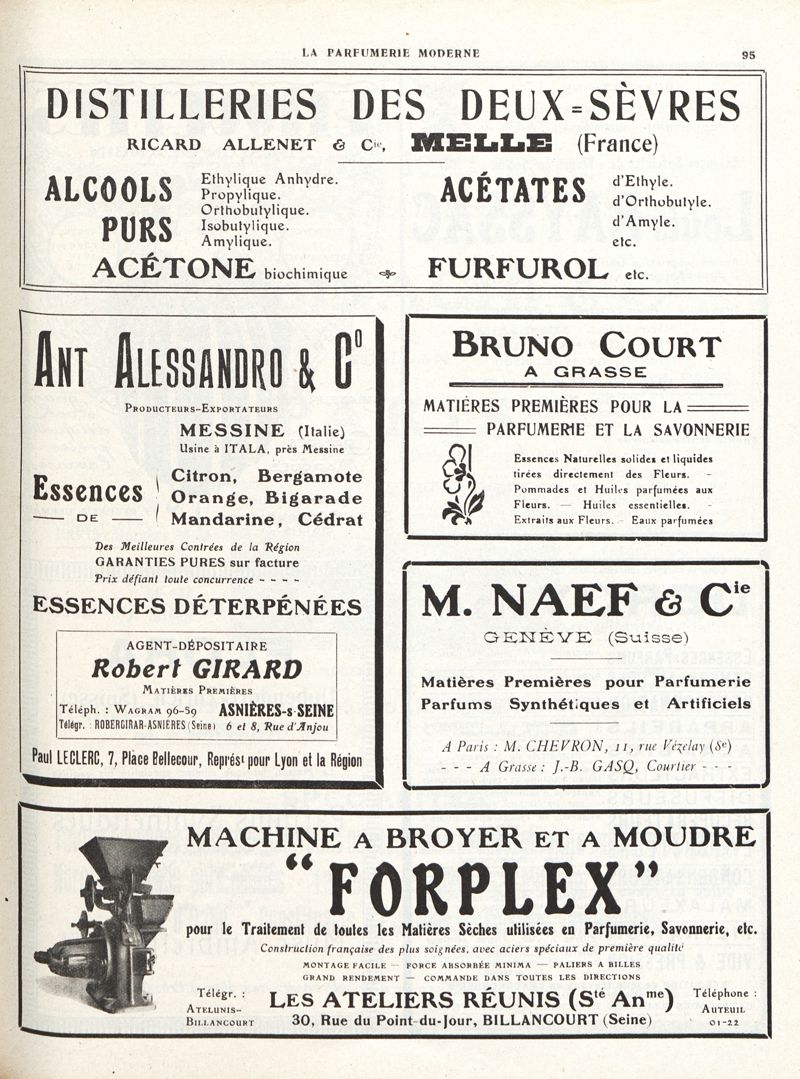 LA PARFUMERIE MODERNE 95
DISTILLERIES DES DEUX=SÈVRES
RICARD ALLENET & Cie, MELLE (France)
ALCOOLS PURS
Ethylique Anhydre.
Propylique.
Orthobutylique.
Isobutylique.
Amylique.
ACÉTATES
d'Ethyle.
d'Orthobutyle.
d'Amyle.
etc.
ACÉTONE biochimique FURFUROL etc.
ANT ALESSANDRO & Co
PRODUCTEURS-EXPORTATEURS
MESSINE (Italie)
Usine à ITALA, près Messine
Essences
— DE —
Citron, Bergamote
Orange, Bigarade
Mandarine, Cédrat
Des Meilleures Contrées de la Région
GARANTIES PURES sur facture
Prix défiant toute concurrence - - - -
ESSENCES DÉTERPÉNÉES
AGENT-DÉPOSITAIRE
Robert GIRARD
MATIÈRES PREMIÈRES
Téléph. : WAGRAM 96-59 ASNIÈRES-s-SEINE
Télégr. : ROBERGIRAR-ASNIÈRES (Seine) 6 et 8, Rue d'Anjou
Paul LECLERC, 7, Place Bellecour, Représt pour Lyon et la Région
BRUNO COURT
A GRASSE
MATIÈRES PREMIÈRES POUR LA
PARFUMERIE ET LA SAVONNERIE
Essences Naturelles solides et liquides
tirées directement des Fleurs. -
Pommades et Huiles parfumées aux
Fleurs. — Huiles essentielles. -
Extraits aux Fleurs. - Eaux parfumées
M. NAEF & Cie
GENÈVE (Suisse)
Matières Premières pour Parfumerie
Parfums Synthétiques et Artificiels
A Paris : M. CHEVRON, 11, rue Vézelay (8e)
- - - A Grasse : J.-B. GASQ, Courtier - - -
MACHINE A BROYER ET A MOUDRE
"FORPLEX"
pour le Traitement de toutes les Matières Sèches utilisées en Parfumerie, Savonnerie, etc.
Construction française des plus soignées, avec aciers spéciaux de première qualité
MONTAGE FACILE — FORCE ABSORBÉE MINIMA — PALIERS A BILLES
GRAND RENDEMENT — COMMANDE DANS TOUTES LES DIRECTIONS
Télégr. :
ATELUNIS-
BILLANCOURT
LES ATELIERS RÉUNIS (Sté Anme)
30, Rue du Point-du-Jour, BILLANCOURT (Seine)
Téléphone :
AUTEUIL
01-22